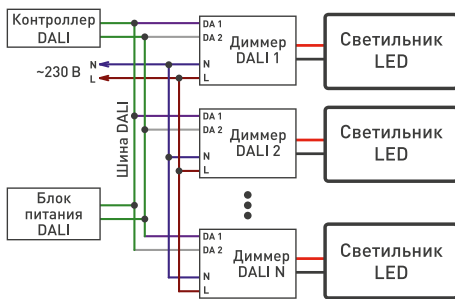 Контроллер
DALI
~230 В
N
L
Шина DALI
DA 1
DA 2
N
L
Диммер
DALI 1
Светильник
LED
DA 1
DA 2
N
L
Диммер
DALI 2
Светильник
LED
Блок
питания
DALI
DA 1
DA 2
N
L
Диммер
DALI N
Светильник
LED